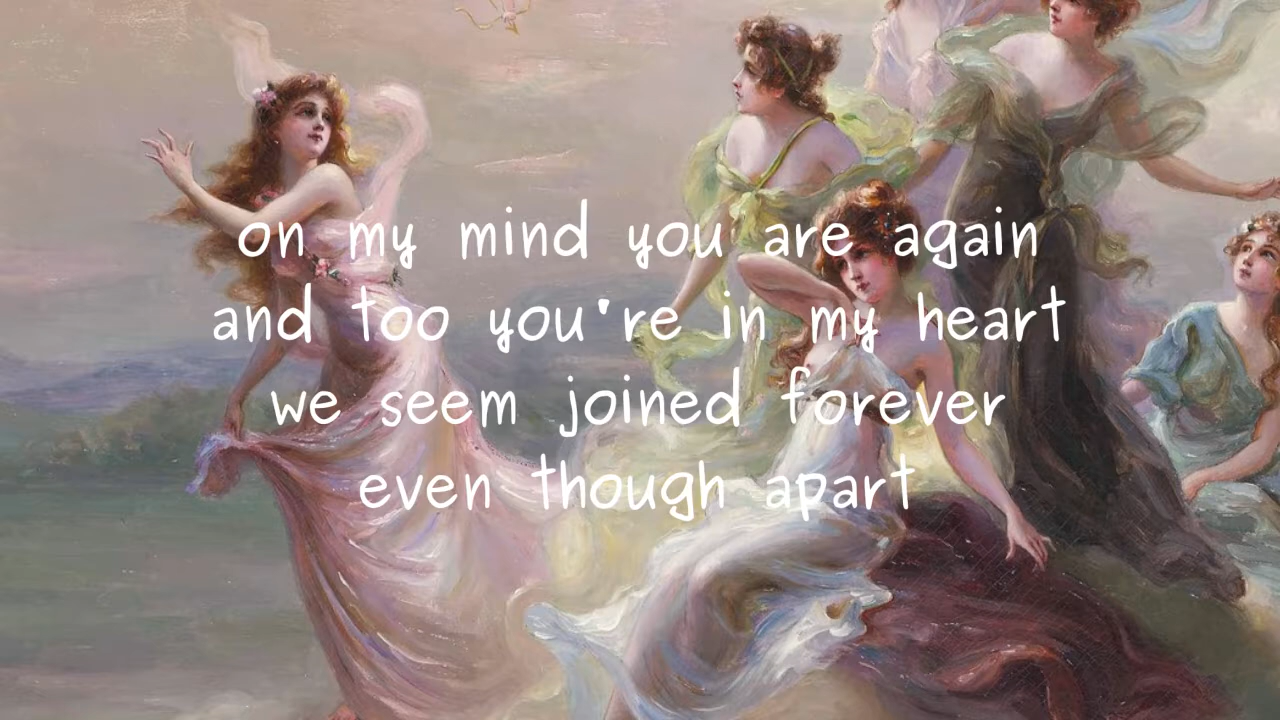 on my mind you are again
and too you're in my heart
we seem joined forever
even though apart